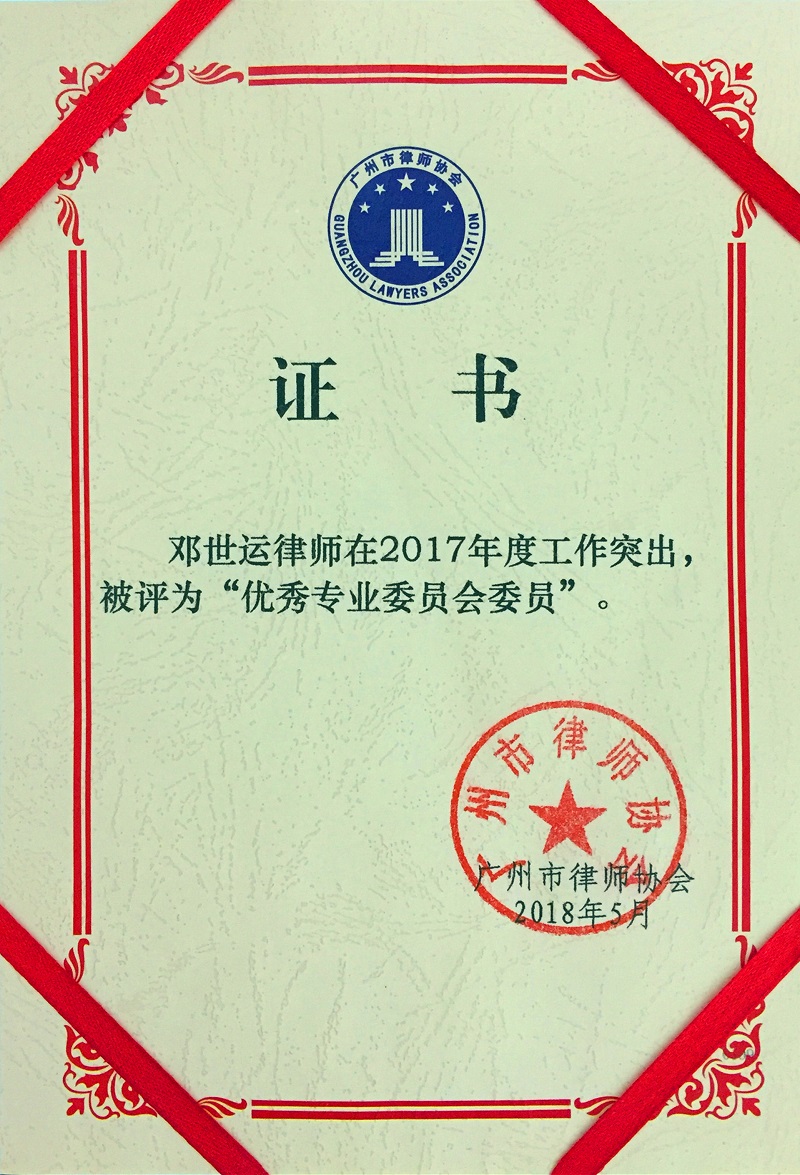 广州市律师协会
GUANGZHOU LAWYERS ASSOCIATION
证 书
邓世运律师在2017年度工作突出，
被评为“优秀专业委员会委员”。
广州市律师协会
广州市律师协会
2018年5月